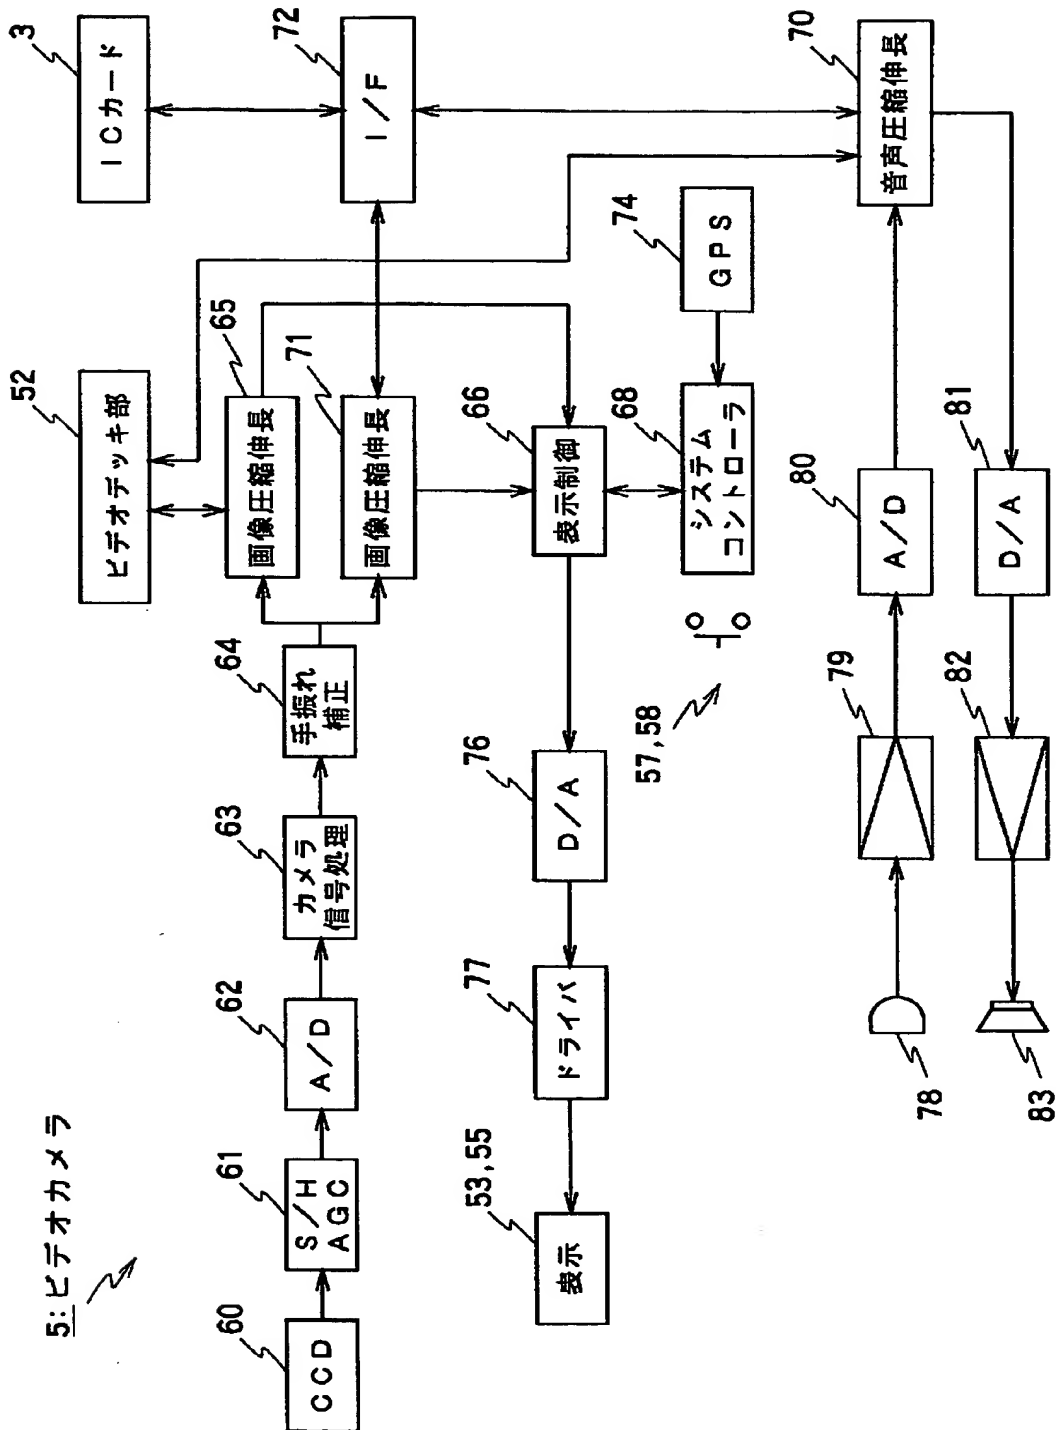 5:ビデオカメラ
60
CCD
61
S/H
AGC
62
A/D
63
カメラ
信号処理
64
手振れ
補正
52
ビデオデッキ部
65
画像圧縮伸長
71
画像圧縮伸長
3
ICカード
72
I/F
53,55
表示
77
ドライバ
76
D/A
66
表示制御
57,58
68
システム
コントローラ
74
GPS
78
79
80
A/D
70
音声圧縮伸長
83
82
81
D/A